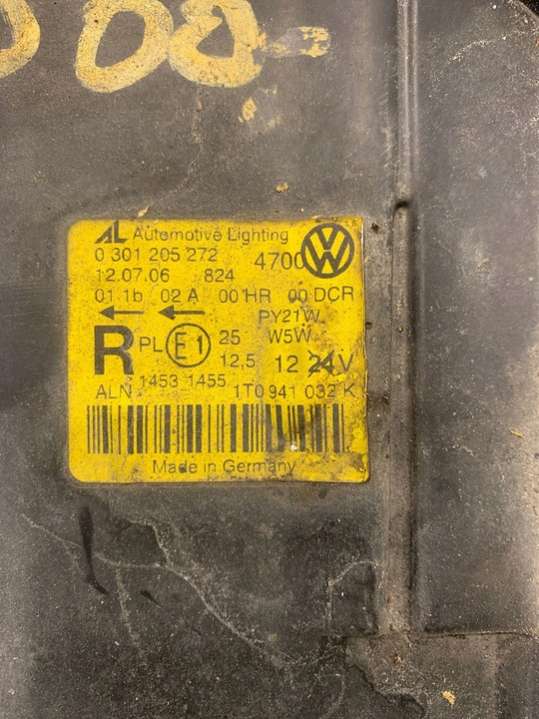 00-
AL Automotive Lighting
0 301 205 272 4700
12.07.06 824
01 1b 02 A 00 HR 00 DCR
PY21W
R PL E1 25 W5W
12,5 12 24V
ALN 1453 1455 1T0 941 032 K
Made in Germany